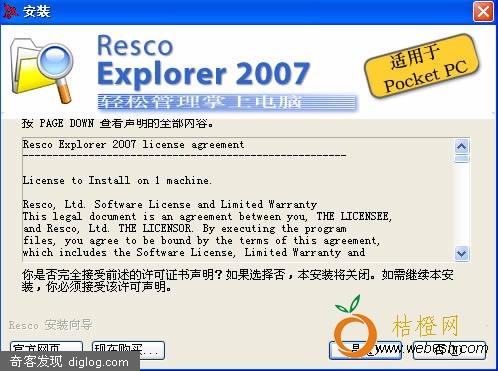 安装
Resco
Explorer 2007
轻松管理掌上电脑
适用于
Pocket PC
按 PAGE DOWN 查看声明的全部内容。
Resco Explorer 2007 license agreement
------------------------------------------------------
License to Install on 1 machine.
Resco, Ltd. Software License and Limited Warranty
This legal document is an agreement between you, THE LICENSEE,
and Resco, Ltd. THE LICENSOR. By executing the program
files, you agree to be bound by the terms of this agreement,
which includes the Software License, Limited Warranty and
你是否完全接受前述的许可证书声明？如果选择否，本安装将关闭。如需继续本安
装，你必须接受该许可声明。
Resco 安装向导
桔橙网
官方网页...
现在购买...
是
否
www.web65h.com
奇客发现 diglog.com